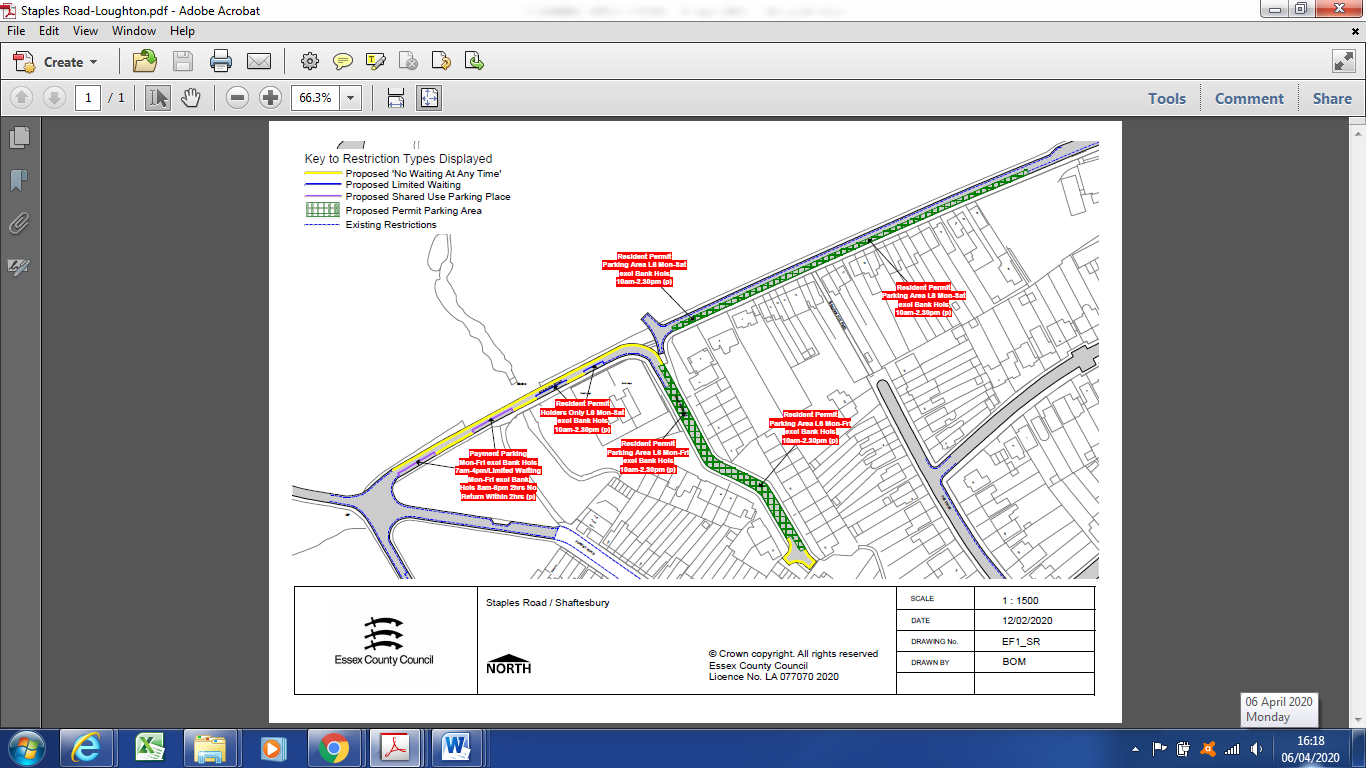 Staples Road-Loughton.pdf - Adobe Acrobat
File Edit View Window Help
Create
1 / 1
66.3%
Tools Comment Share
Key to Restriction Types Displayed
Proposed 'No Waiting At Any Time'
Proposed Limited Waiting
Proposed Shared Use Parking Place
Proposed Permit Parking Area
Existing Restrictions
Resident Permit
Parking Area L6 Mon-Sat
excl Bank Hols
10am-2.30pm (p)
Resident Permit
Parking Area L6 Mon-Sat
excl Bank Hols
10am-2.30pm (p)
Resident Permit
Holders Only L6 Mon-Sat
excl Bank Hols
10am-2.30pm (p)
Resident Permit
Parking Area L6 Mon-Fri
excl Bank Hols
10am-2.30pm (p)
Resident Permit
Parking Area L6 Mon-Fri
excl Bank Hols
10am-2.30pm (p)
Payment Parking
Mon-Fri excl Bank Hols
7am-4pm/Limited Waiting
Mon-Fri excl Bank
Hols 8am-6pm 2hrs No
Return Within 2hrs (p)
Essex County Council
Staples Road / Shaftesbury
NORTH
© Crown copyright. All rights reserved
Essex County Council
Licence No. LA 077070 2020
SCALE 1 : 1500
DATE 12/02/2020
DRAWING No. EF1_SR
DRAWN BY BOM
06 April 2020
Monday
16:18
06/04/2020